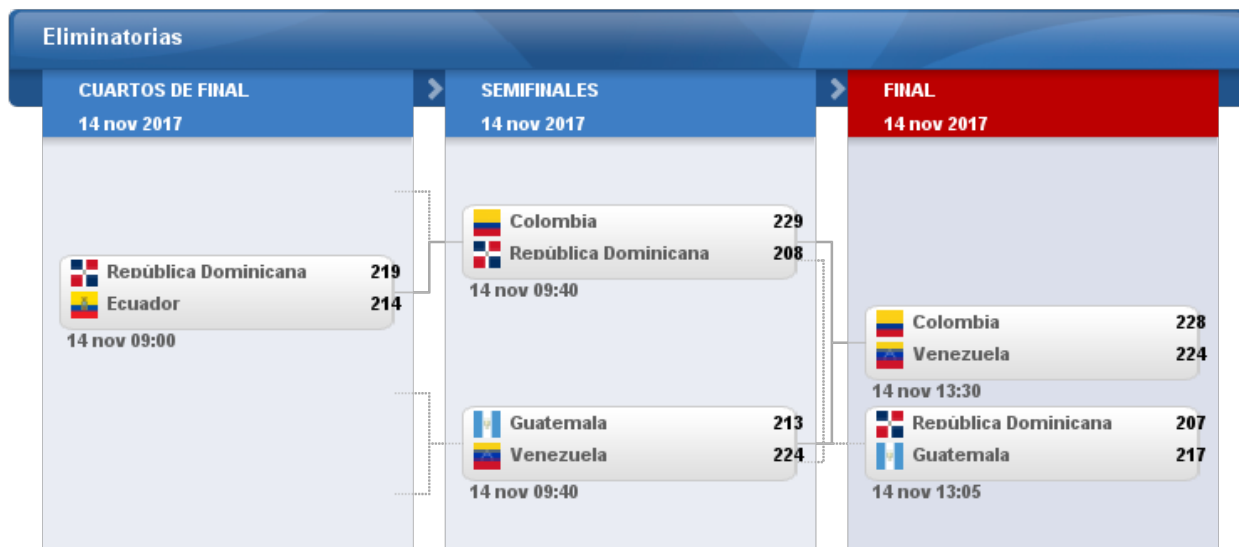 Eliminatorias
CUARTOS DE FINAL
14 nov 2017
República Dominicana 219
Ecuador 214
14 nov 09:00
SEMIFINALES
14 nov 2017
Colombia 229
República Dominicana 208
14 nov 09:40
Guatemala 213
Venezuela 224
14 nov 09:40
FINAL
14 nov 2017
Colombia 228
Venezuela 224
14 nov 13:30
República Dominicana 207
Guatemala 217
14 nov 13:05